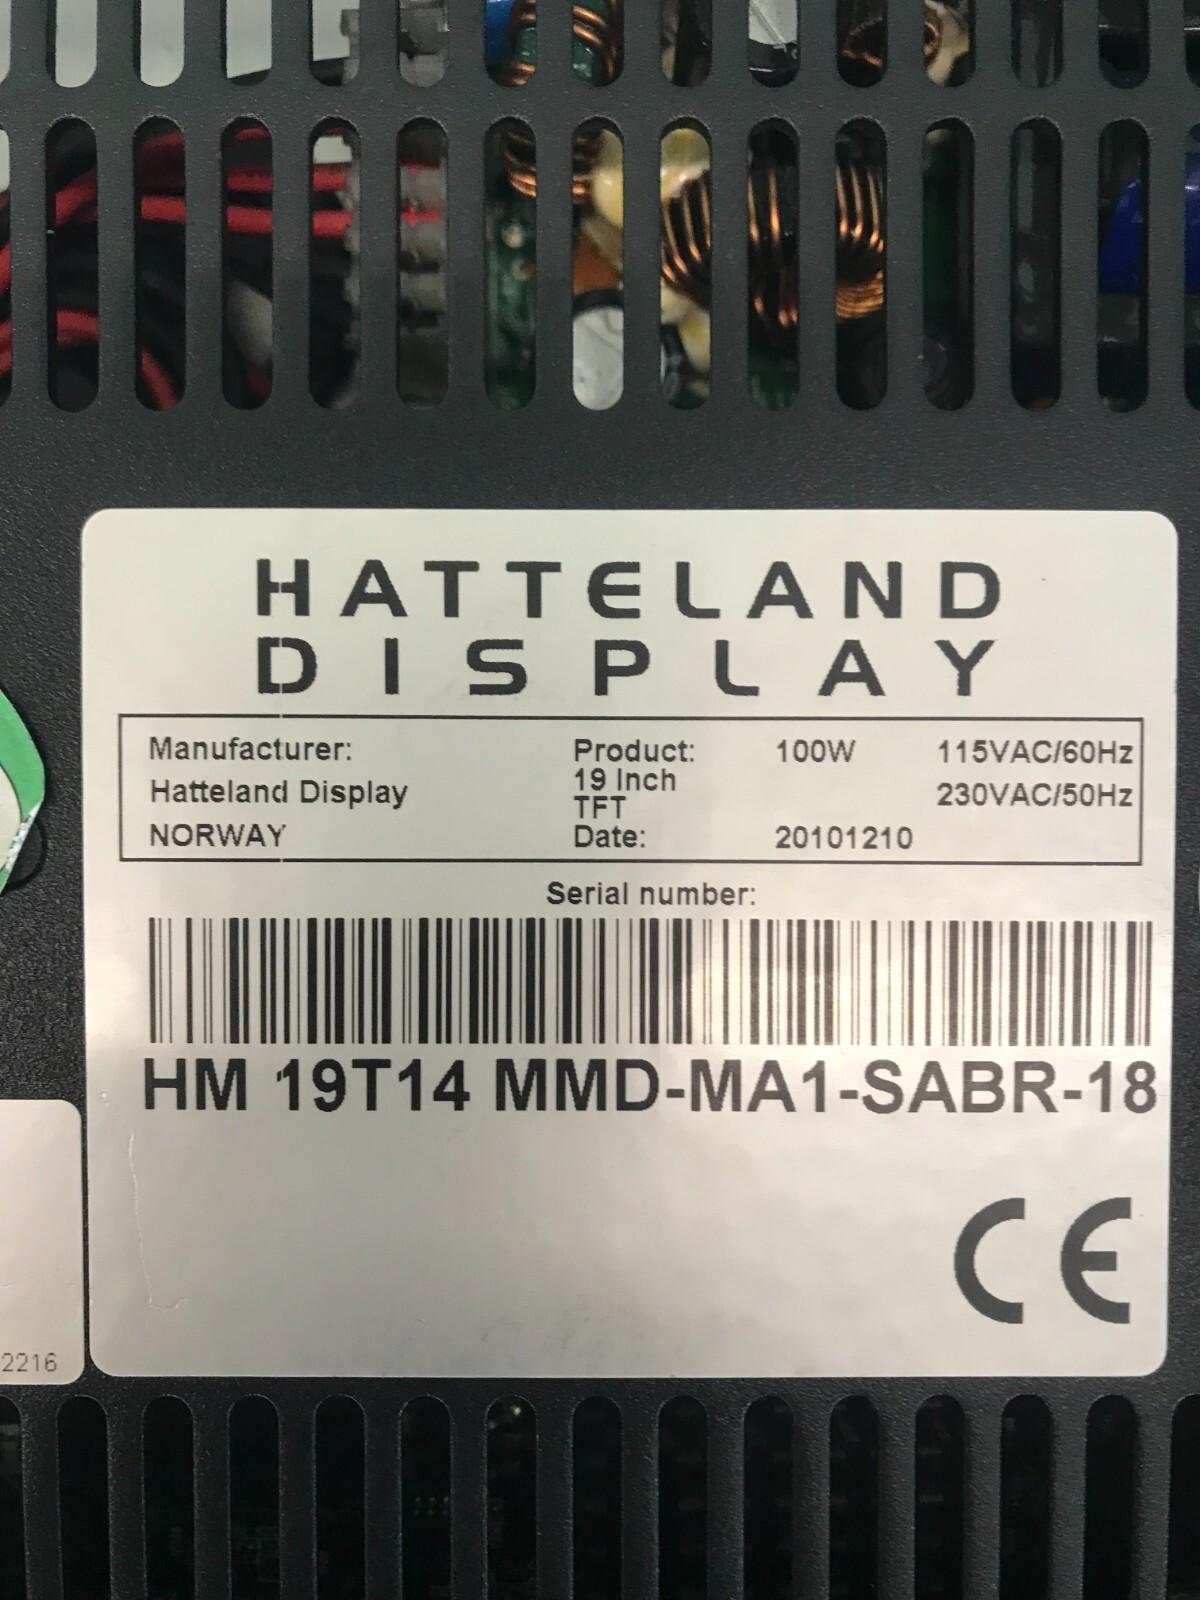 HATTELAND
DISPLAY
Manufacturer:
Hatteland Display
NORWAY
Product: 100W 115VAC/60Hz
19 Inch
TFT 230VAC/50Hz
Date: 20101210
Serial number:
HM 19T14 MMD-MA1-SABR-18
CE
2216